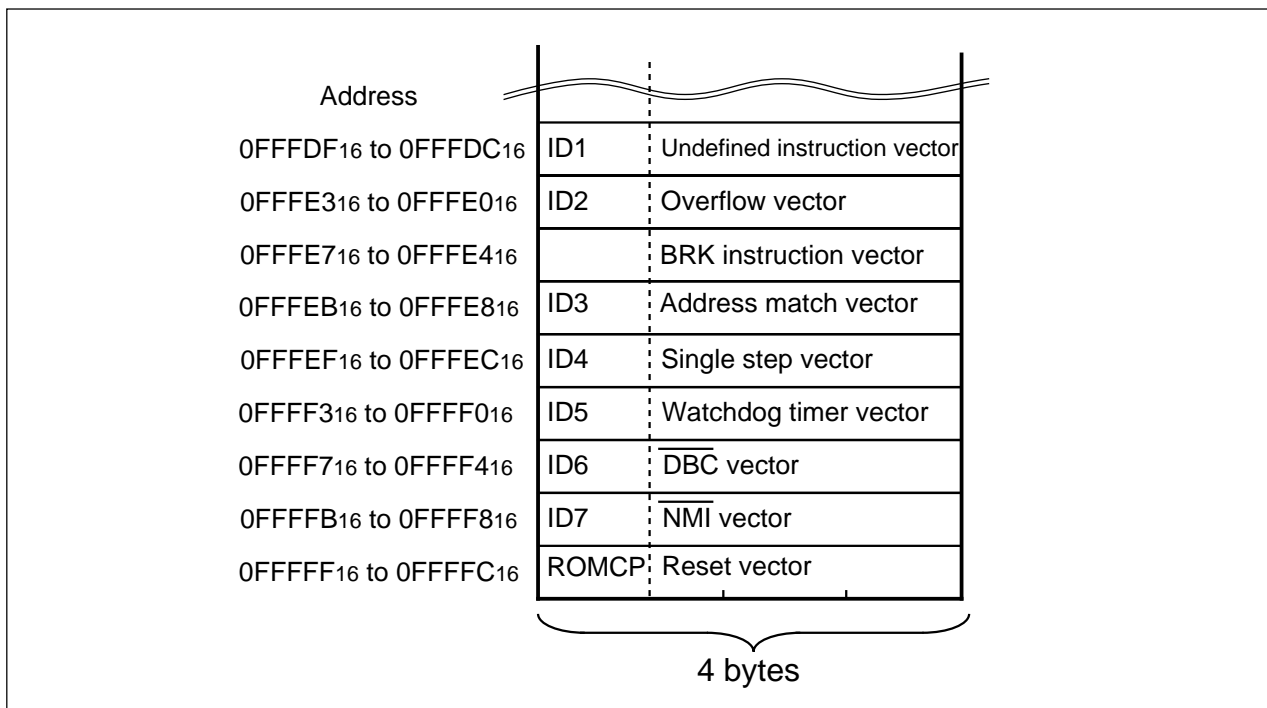 Address
0FFFDF16 to 0FFFDC16 ID1 Undefined instruction vector
0FFFE316 to 0FFFE016 ID2 Overflow vector
0FFFE716 to 0FFFE416 BRK instruction vector
0FFFEB16 to 0FFFE816 ID3 Address match vector
0FFFEF16 to 0FFFEC16 ID4 Single step vector
0FFFF316 to 0FFFF016 ID5 Watchdog timer vector
0FFFF716 to 0FFFF416 ID6 D̅B̅C̅ vector
0FFFFB16 to 0FFFF816 ID7 N̅M̅I̅ vector
0FFFFF16 to 0FFFFC16 ROMCP Reset vector
4 bytes